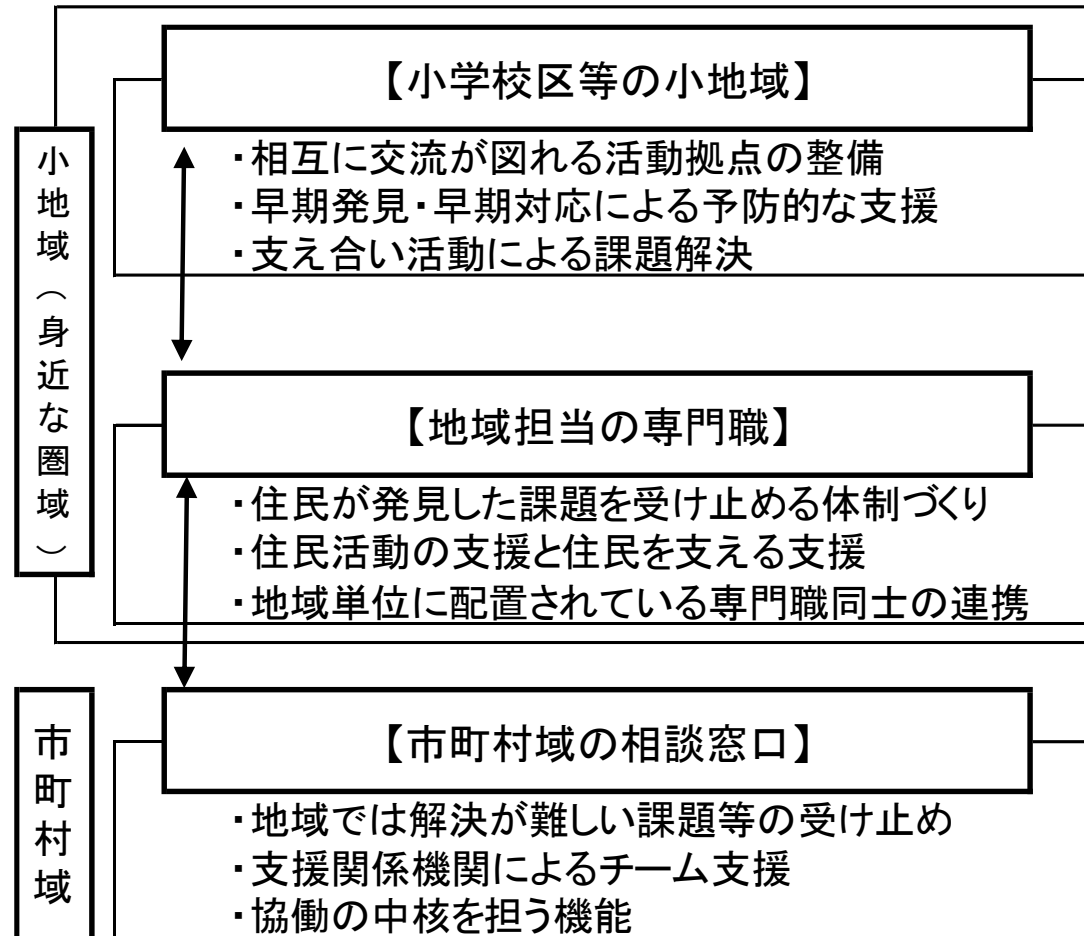 小地域（身近な圏域）
【小学校区等の小地域】
・相互に交流が図れる活動拠点の整備
・早期発見・早期対応による予防的な支援
・支え合い活動による課題解決
【地域担当の専門職】
・住民が発見した課題を受け止める体制づくり
・住民活動の支援と住民を支える支援
・地域単位に配置されている専門職同士の連携
市町村域
【市町村域の相談窓口】
・地域では解決が難しい課題等の受け止め
・支援関係機関によるチーム支援
・協働の中核を担う機能